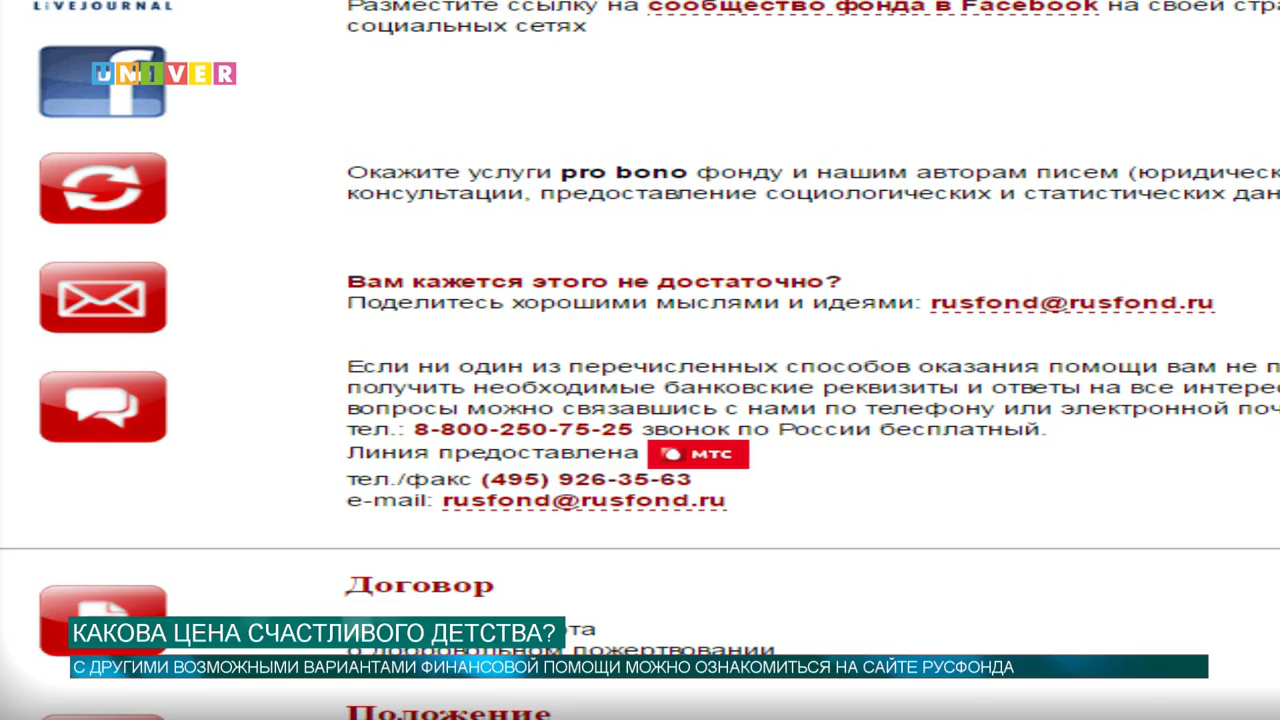 LIVEJOURNAL
Разместите ссылку на сообщество фонда в Facebook на своей
социальных сетях
f
UNIVER
Окажите услуги pro bono фонду и нашим авторам писем
консультации, предоставление социологических и статистических
Вам кажется этого не достаточно?
Поделитесь хорошими мыслями и идеями: rusfond@rusfond.ru
Если ни один из перечисленных способов оказания помощи вам не
получить необходимые банковские реквизиты и ответы на все
вопросы можно связавшись с нами по телефону или электронной
тел.: 8-800-250-75-25 звонок по России бесплатный.
Линия предоставлена МТС
тел./факс (495) 926-35-63
e-mail: rusfond@rusfond.ru
Договор
КАКОВА ЦЕНА СЧАСТЛИВОГО ДЕТСТВА?
о добровольном пожертвовании
С ДРУГИМИ ВОЗМОЖНЫМИ ВАРИАНТАМИ ФИНАНСОВОЙ ПОМОЩИ МОЖНО ОЗНАКОМИТЬСЯ НА САЙТЕ РУСФОНДА
Положение